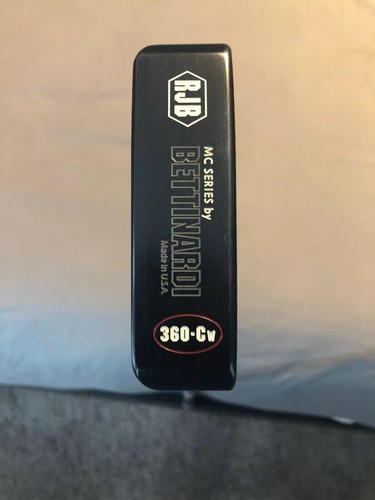 RJB
MC SERIES by
BETTINARDI
Made in U.S.A.
360-Cw